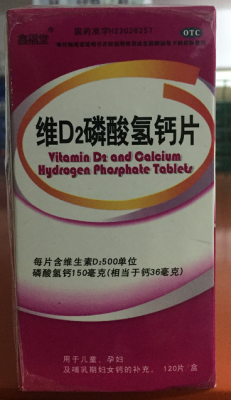 OTC
维D2磷酸氢钙片
Vitamin D2 and Calcium
Hydrogen Phosphate Tablets
每片含维生素D2500单位
磷酸氢钙150毫克(相当于钙36毫克)
用于儿童、孕妇
及哺乳期妇女钙的补充。 120片/盒